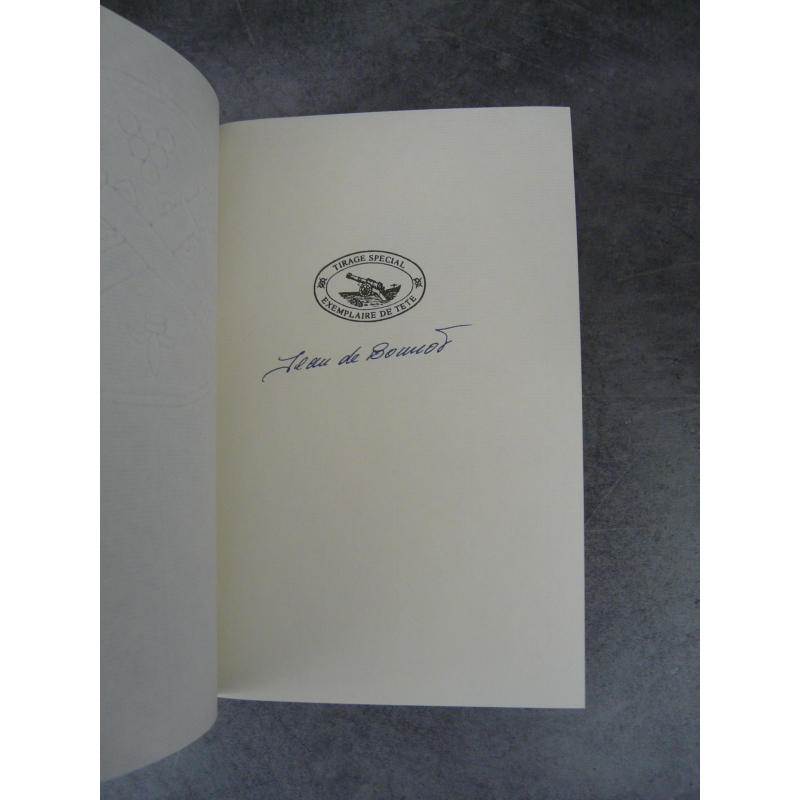 TIRAGE SPECIAL
EXEMPLAIRE DE TETE
Jean de Bonnot